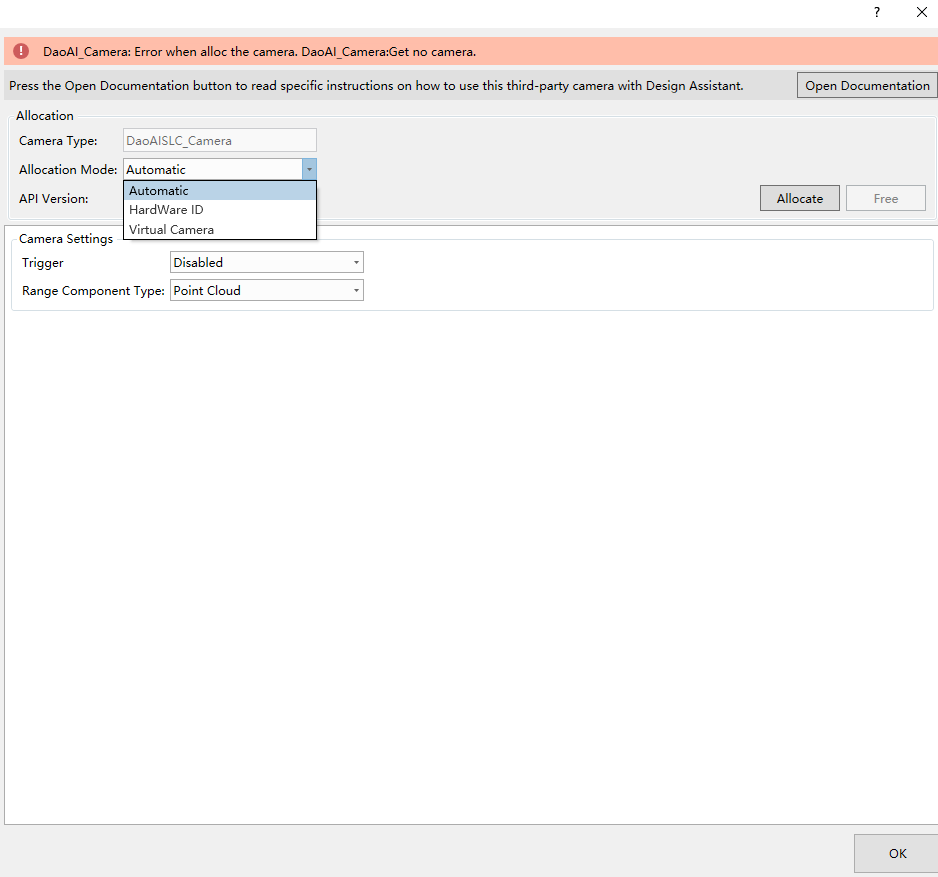 ?
DaoAI_Camera: Error when alloc the camera. DaoAI_Camera:Get no camera.
Press the Open Documentation button to read specific instructions on how to use this third-party camera with Design Assistant.
Open Documentation
Allocation
Camera Type:
DaoAISLC_Camera
Allocation Mode:
Automatic
Automatic
HardWare ID
Virtual Camera
API Version:
Allocate
Free
Camera Settings
Trigger
Disabled
Range Component Type:
Point Cloud
OK